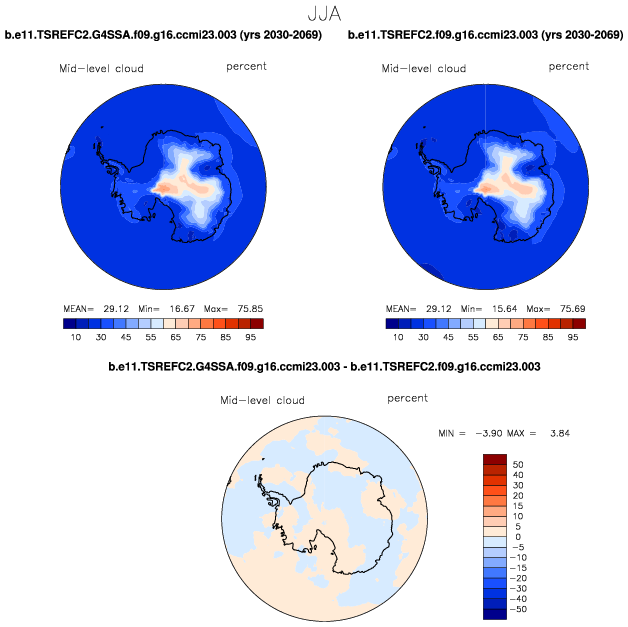 JJA
b.e11.TSREFC2.G4SSA.f09.g16.ccmi23.003 (yrs 2030-2069)
b.e11.TSREFC2.f09.g16.ccmi23.003 (yrs 2030-2069)
Mid-level cloud percent
Mid-level cloud percent
MEAN= 29.12 Min= 16.67 Max= 75.85
MEAN= 29.12 Min= 15.64 Max= 75.69
10 30 45 55 65 75 85 95
10 30 45 55 65 75 85 95
b.e11.TSREFC2.G4SSA.f09.g16.ccmi23.003 - b.e11.TSREFC2.f09.g16.ccmi23.003
Mid-level cloud percent
MIN = -3.90 MAX = 3.84
50
40
30
20
15
10
5
0
-5
-10
-15
-20
-30
-40
-50